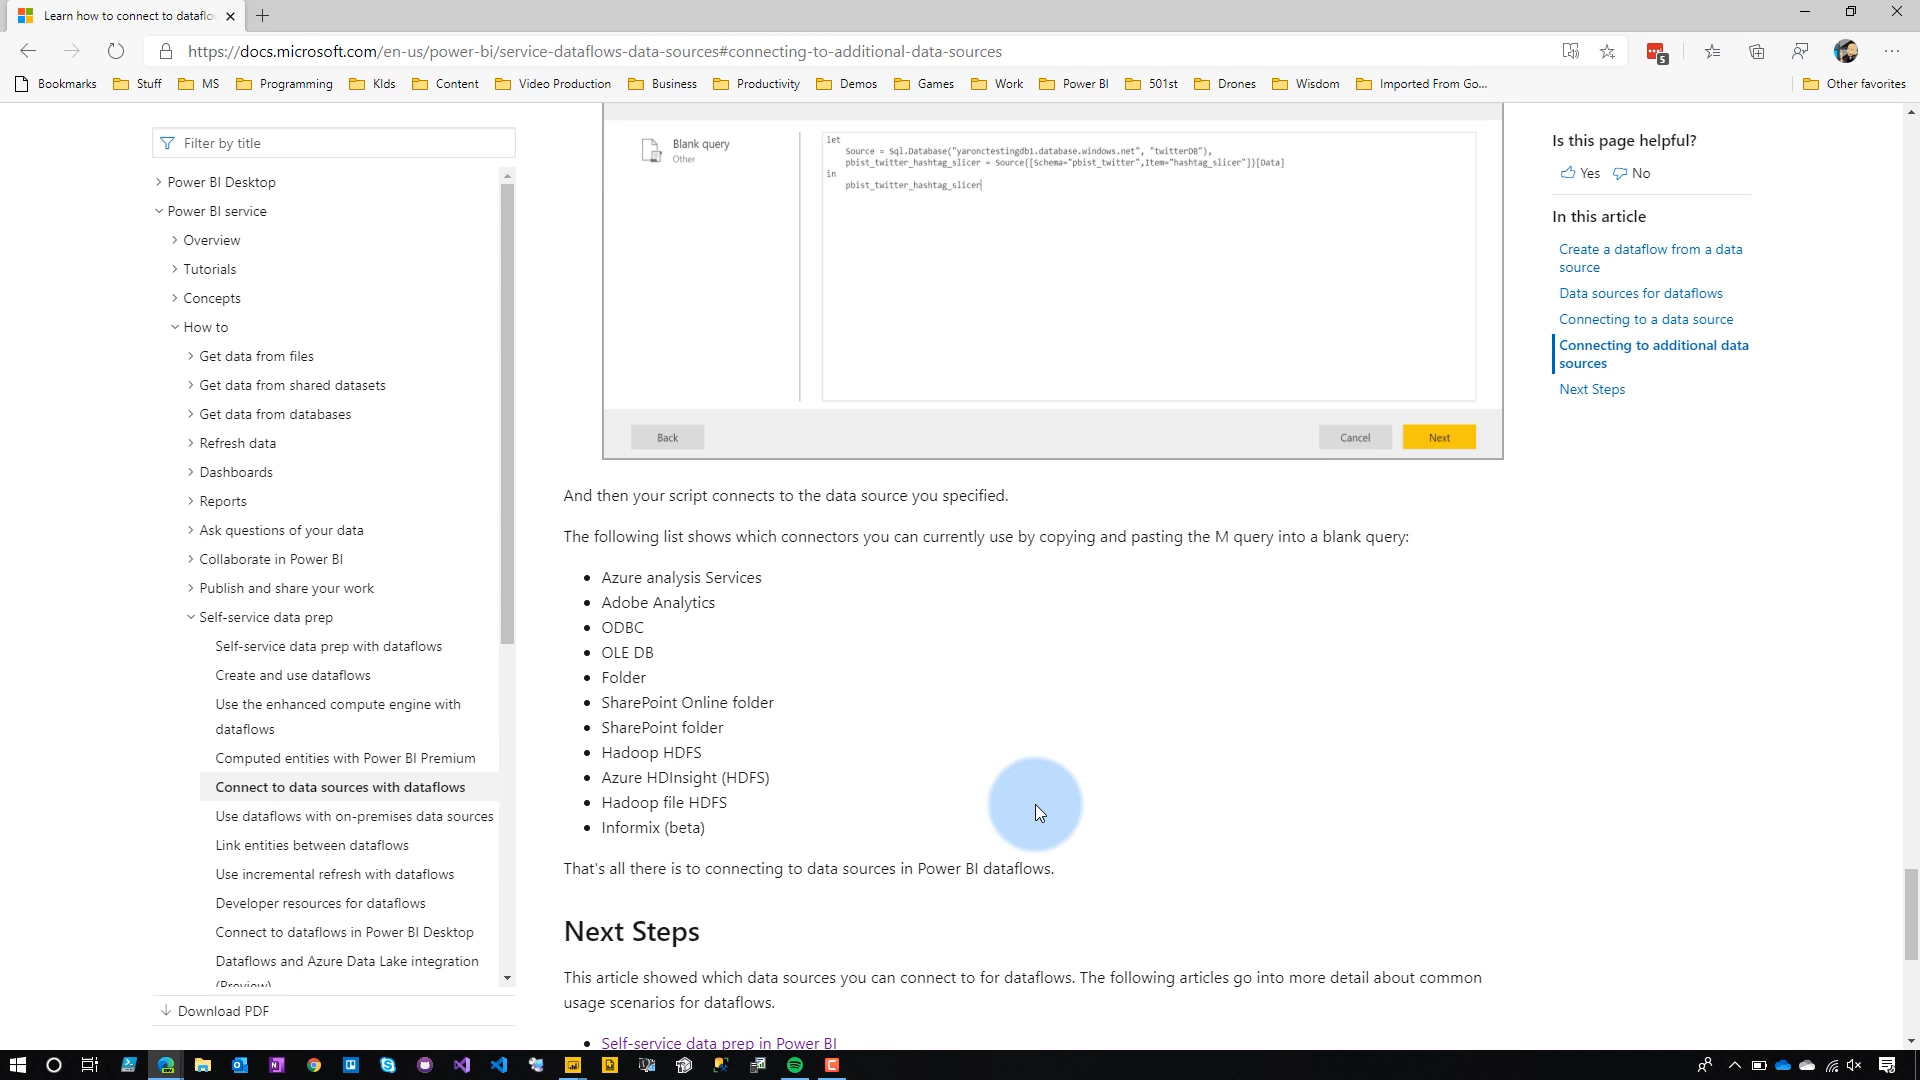 Learn how to connect to dataflo
https://docs.microsoft.com/en-us/power-bi/service-dataflows-data-sources#connecting-to-additional-data-sources
5
Bookmarks Stuff MS Programming KIds Content Video Production Business Productivity Demos Games Work Power BI 501st Drones Wisdom Imported From Go... Other favorites
Filter by title
Power BI Desktop
Power BI service
Overview
Tutorials
Concepts
How to
Get data from files
Get data from shared datasets
Get data from databases
Refresh data
Dashboards
Reports
Ask questions of your data
Collaborate in Power BI
Publish and share your work
Self-service data prep
Self-service data prep with dataflows
Create and use dataflows
Use the enhanced compute engine with
dataflows
Computed entities with Power BI Premium
Connect to data sources with dataflows
Use dataflows with on-premises data sources
Link entities between dataflows
Use incremental refresh with dataflows
Developer resources for dataflows
Connect to dataflows in Power BI Desktop
Dataflows and Azure Data Lake integration
(Preview)
Download PDF
Blank query
Other
let
Source = Sql.Database("yaronctestingdb1.database.windows.net", "twitterDB"),
pbist_twitter_hashtag_slicer = Source{[Schema="pbist_twitter",Item="hashtag_slicer"]}[Data]
in
pbist_twitter_hashtag_slicer
Back Cancel Next
And then your script connects to the data source you specified.
The following list shows which connectors you can currently use by copying and pasting the M query into a blank query:
Azure analysis Services
Adobe Analytics
ODBC
OLE DB
Folder
SharePoint Online folder
SharePoint folder
Hadoop HDFS
Azure HDInsight (HDFS)
Hadoop file HDFS
Informix (beta)
That's all there is to connecting to data sources in Power BI dataflows.
Next Steps
This article showed which data sources you can connect to for dataflows. The following articles go into more detail about common
usage scenarios for dataflows.
Self-service data prep in Power BI
Is this page helpful?
Yes No
In this article
Create a dataflow from a data
source
Data sources for dataflows
Connecting to a data source
Connecting to additional data
sources
Next Steps